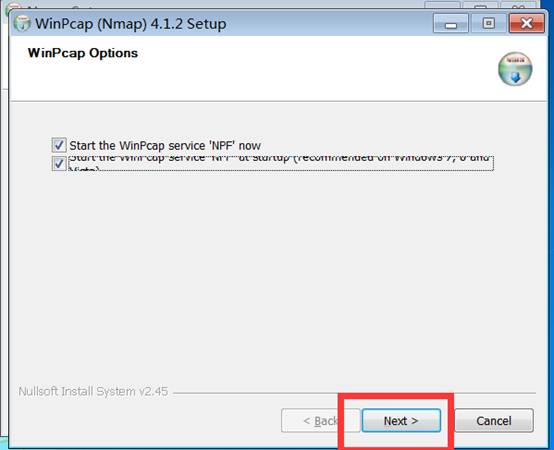 WinPcap (Nmap) 4.1.2 Setup
WinPcap Options
Start the WinPcap service 'NPF' now
Start the WinPcap service 'NPF' at startup (recommended on Windows 7, 8 and
Vista)
Nullsoft Install System v2.45
< Back
Next >
Cancel